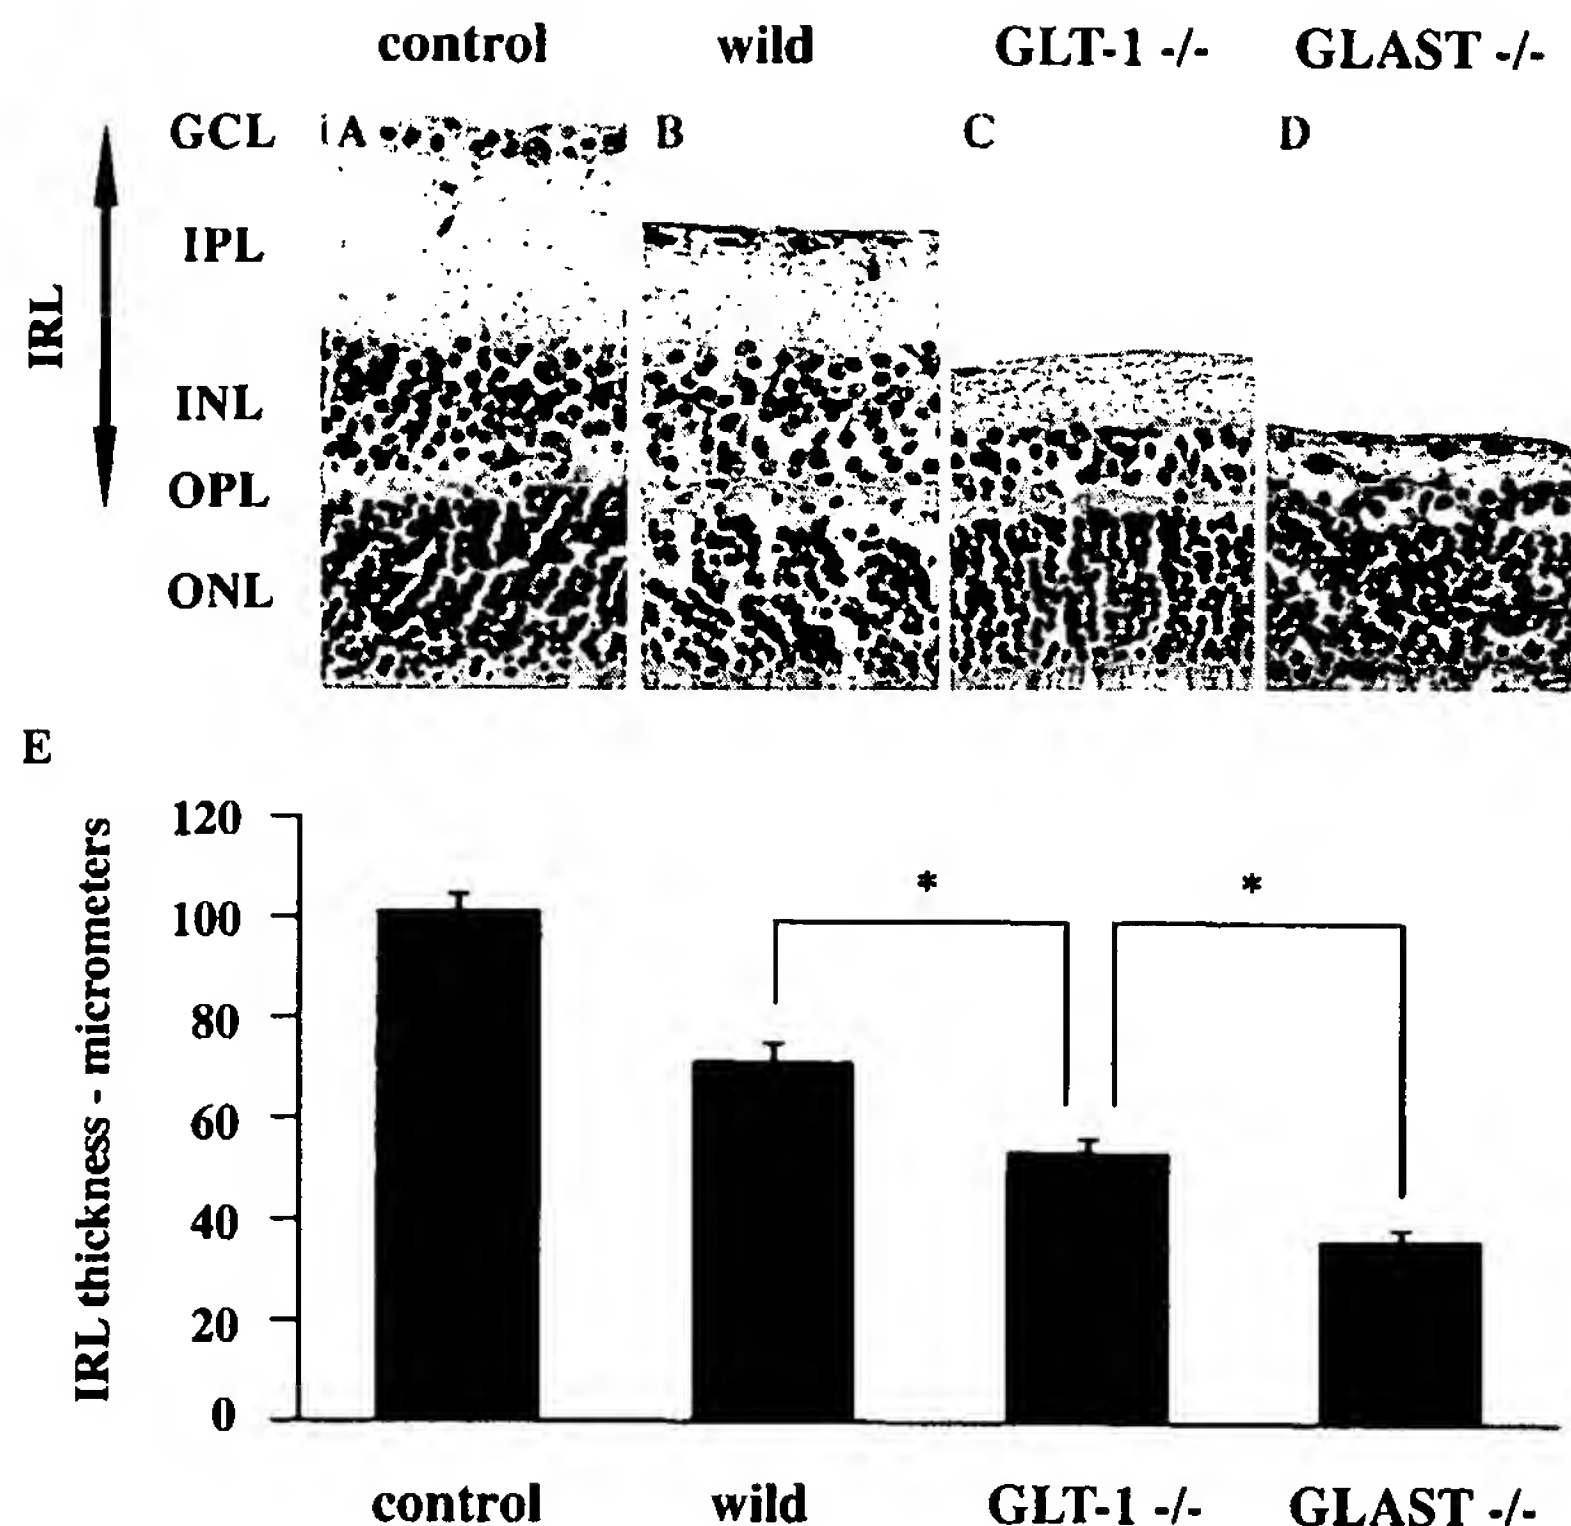 control wild GLT-1 -/- GLAST -/-
GCL A B C D
IPL
IRL
INL
OPL
ONL
E
IRL thickness - micrometers
120
100
80
60
40
20
0
* *
control wild GLT-1 -/- GLAST -/-